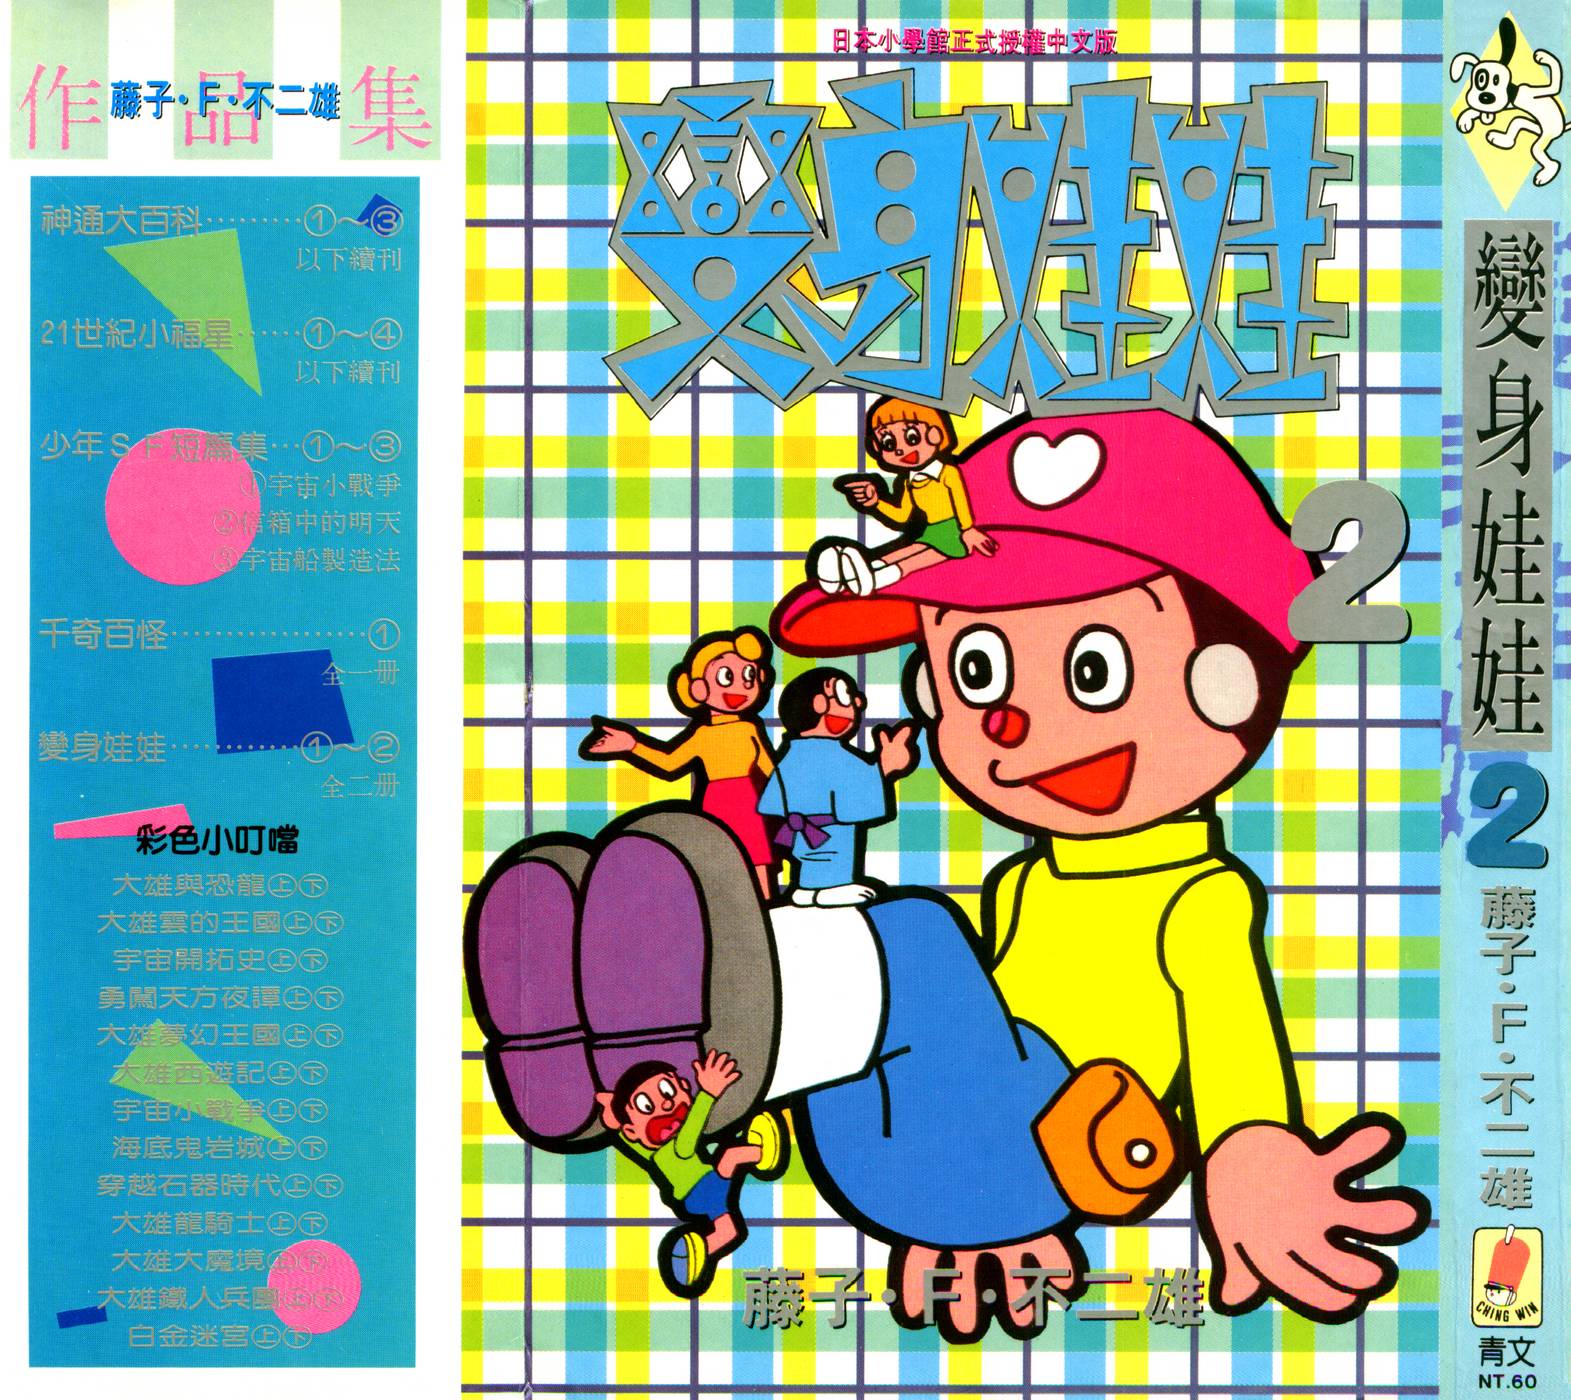 作品集
藤子·F·不二雄
神通大百科………①～③
以下續刊
21世紀小福星……①～④
以下續刊
少年SF短篇集…①～③
①宇宙小戰爭
②信箱中的明天
③宇宙船製造法
千奇百怪………………①
全一册
變身娃娃…………①～②
全二册
彩色小叮噹
大雄與恐龍㊤㊦
大雄雲的王國㊤㊦
宇宙開拓史㊤㊦
勇闖天方夜譚㊤㊦
大雄夢幻王國㊤㊦
大雄西遊記㊤㊦
宇宙小戰爭㊤㊦
海底鬼岩城㊤㊦
穿越石器時代㊤㊦
大雄龍騎士㊤㊦
大雄大魔境㊤㊦
大雄鐵人兵團㊤㊦
白金迷宮㊤㊦
日本小學館正式授權中文版
變身娃娃
2
藤子·F·不二雄
變身娃娃
2
藤子·F·不二雄
CHING WIN
青文
NT.60